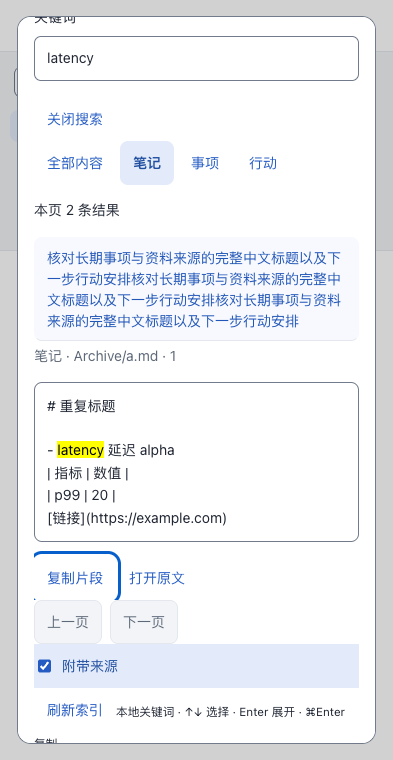 关键词
latency
关闭搜索
全部内容 笔记 事项 行动
本页 2 条结果
核对长期事项与资料来源的完整中文标题以及下
一步行动安排核对长期事项与资料来源的完整中
文标题以及下一步行动安排核对长期事项与资料
来源的完整中文标题以及下一步行动安排
笔记 · Archive/a.md · 1
# 重复标题
- latency 延迟 alpha
| 指标 | 数值 |
| p99 | 20 |
[链接](https://example.com)
复制片段 打开原文
上一页 下一页
附带来源
刷新索引 本地关键词 · ↑↓ 选择 · Enter 展开 · ⌘Enter
复制